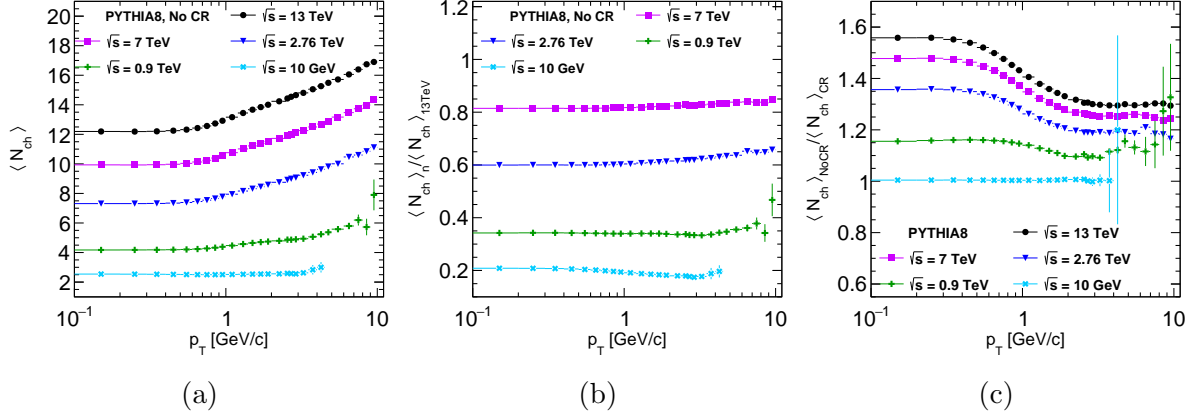 ⟨ N_ch ⟩
20
18
16
14
12
10
8
6
4
2
PYTHIA8, No CR
√s = 13 TeV
√s = 7 TeV
√s = 2.76 TeV
√s = 0.9 TeV
√s = 10 GeV
10⁻¹
1
10
p_T [GeV/c]
(a)
⟨ N_ch ⟩_n/⟨ N_ch ⟩_13TeV
1.2
1
0.8
0.6
0.4
0.2
PYTHIA8, No CR
√s = 7 TeV
√s = 2.76 TeV
√s = 0.9 TeV
√s = 10 GeV
10⁻¹
1
10
p_T [GeV/c]
(b)
⟨ N_ch ⟩_NoCR/⟨ N_ch ⟩_CR
1.6
1.4
1.2
1
0.8
0.6
PYTHIA8
√s = 13 TeV
√s = 7 TeV
√s = 2.76 TeV
√s = 0.9 TeV
√s = 10 GeV
10⁻¹
1
10
p_T [GeV/c]
(c)